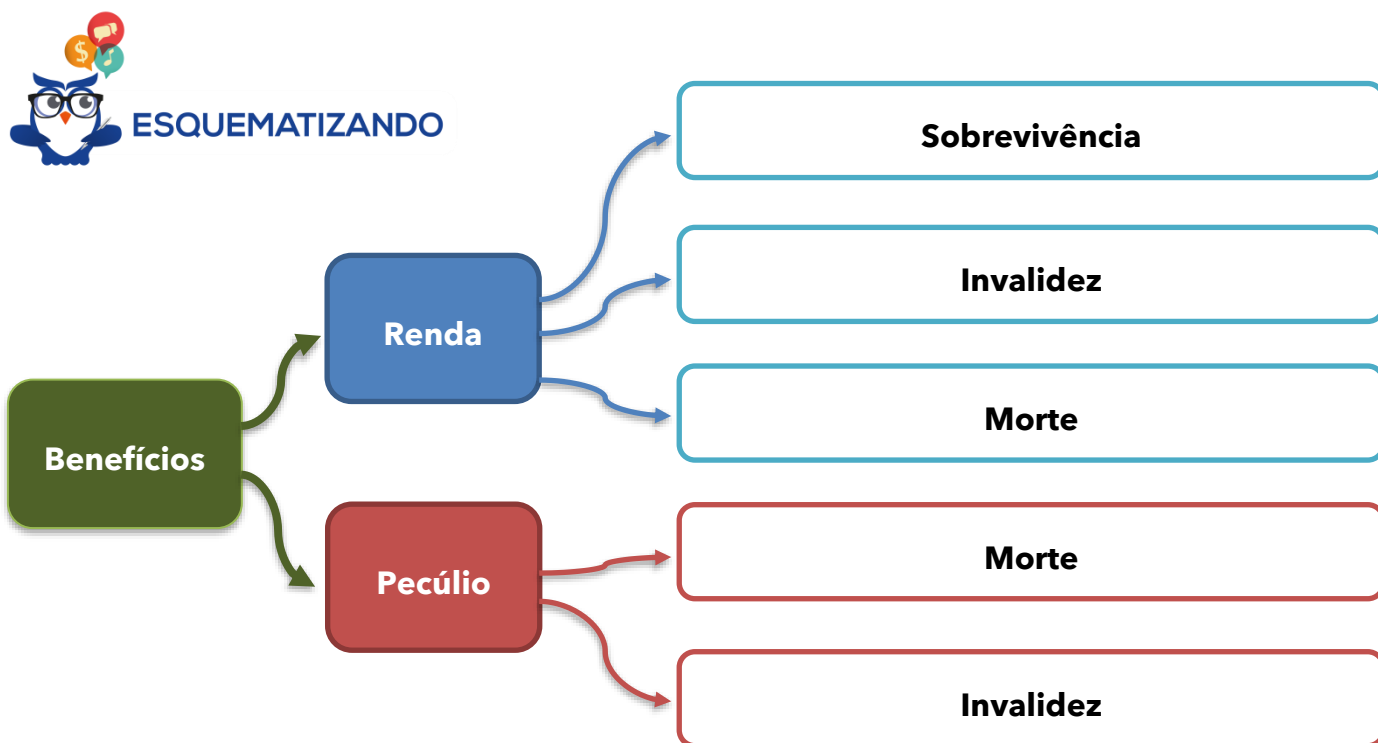 ESQUEMATIZANDO
Sobrevivência
Invalidez
Renda
Morte
Benefícios
Morte
Pecúlio
Invalidez